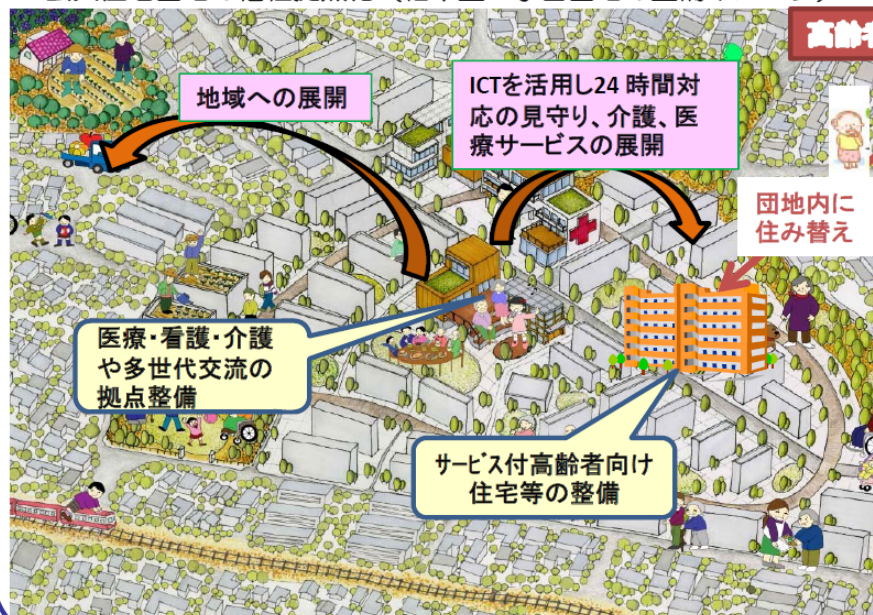 高齢者
地域への展開
ICTを活用し24時間対
応の見守り、介護、医
療サービスの展開
団地内に
住み替え
医療・看護・介護
や多世代交流の
拠点整備
サービス付高齢者向け
住宅等の整備